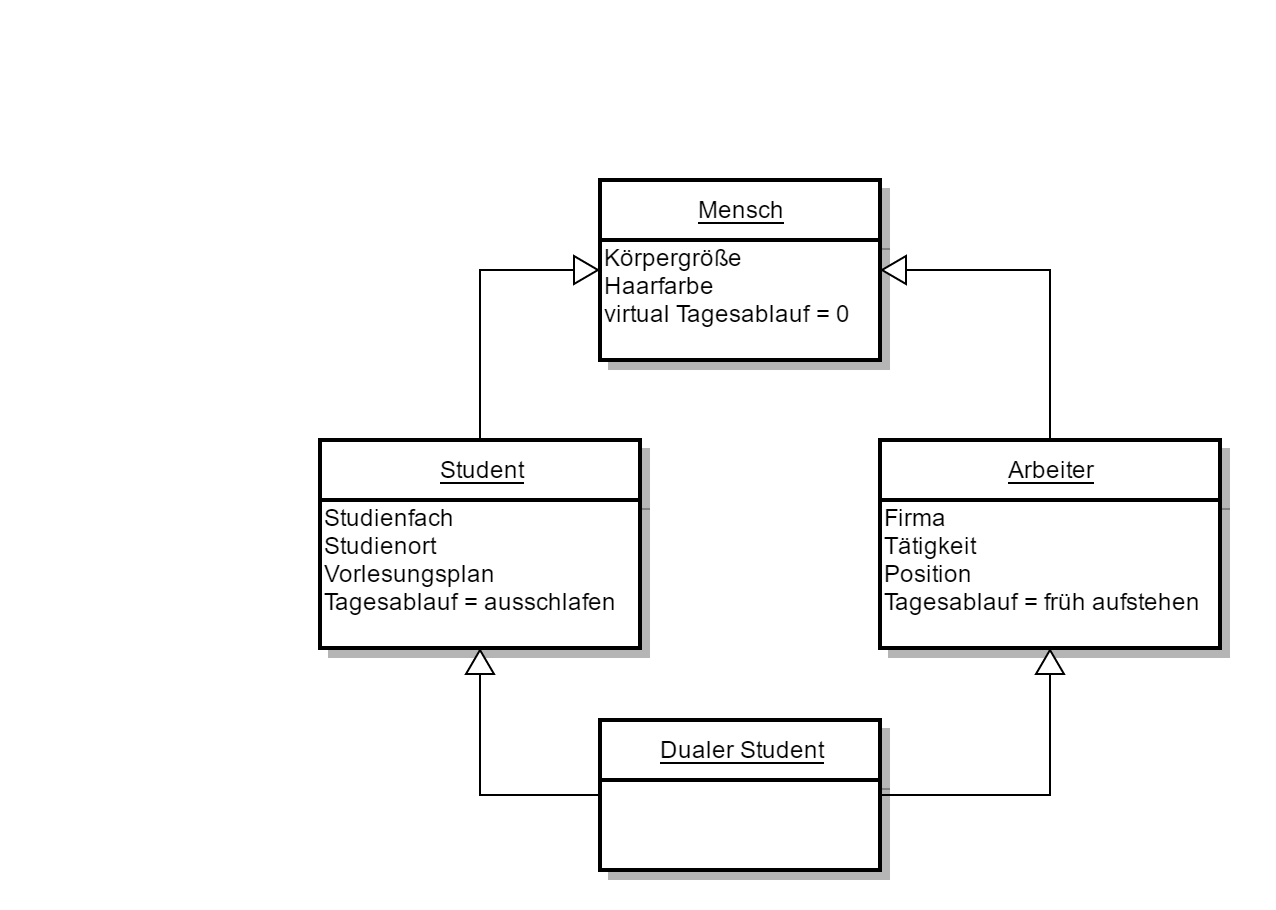 Mensch
Körpergröße
Haarfarbe
virtual Tagesablauf = 0
Student
Studienfach
Studienort
Vorlesungsplan
Tagesablauf = ausschlafen
Arbeiter
Firma
Tätigkeit
Position
Tagesablauf = früh aufstehen
Dualer Student